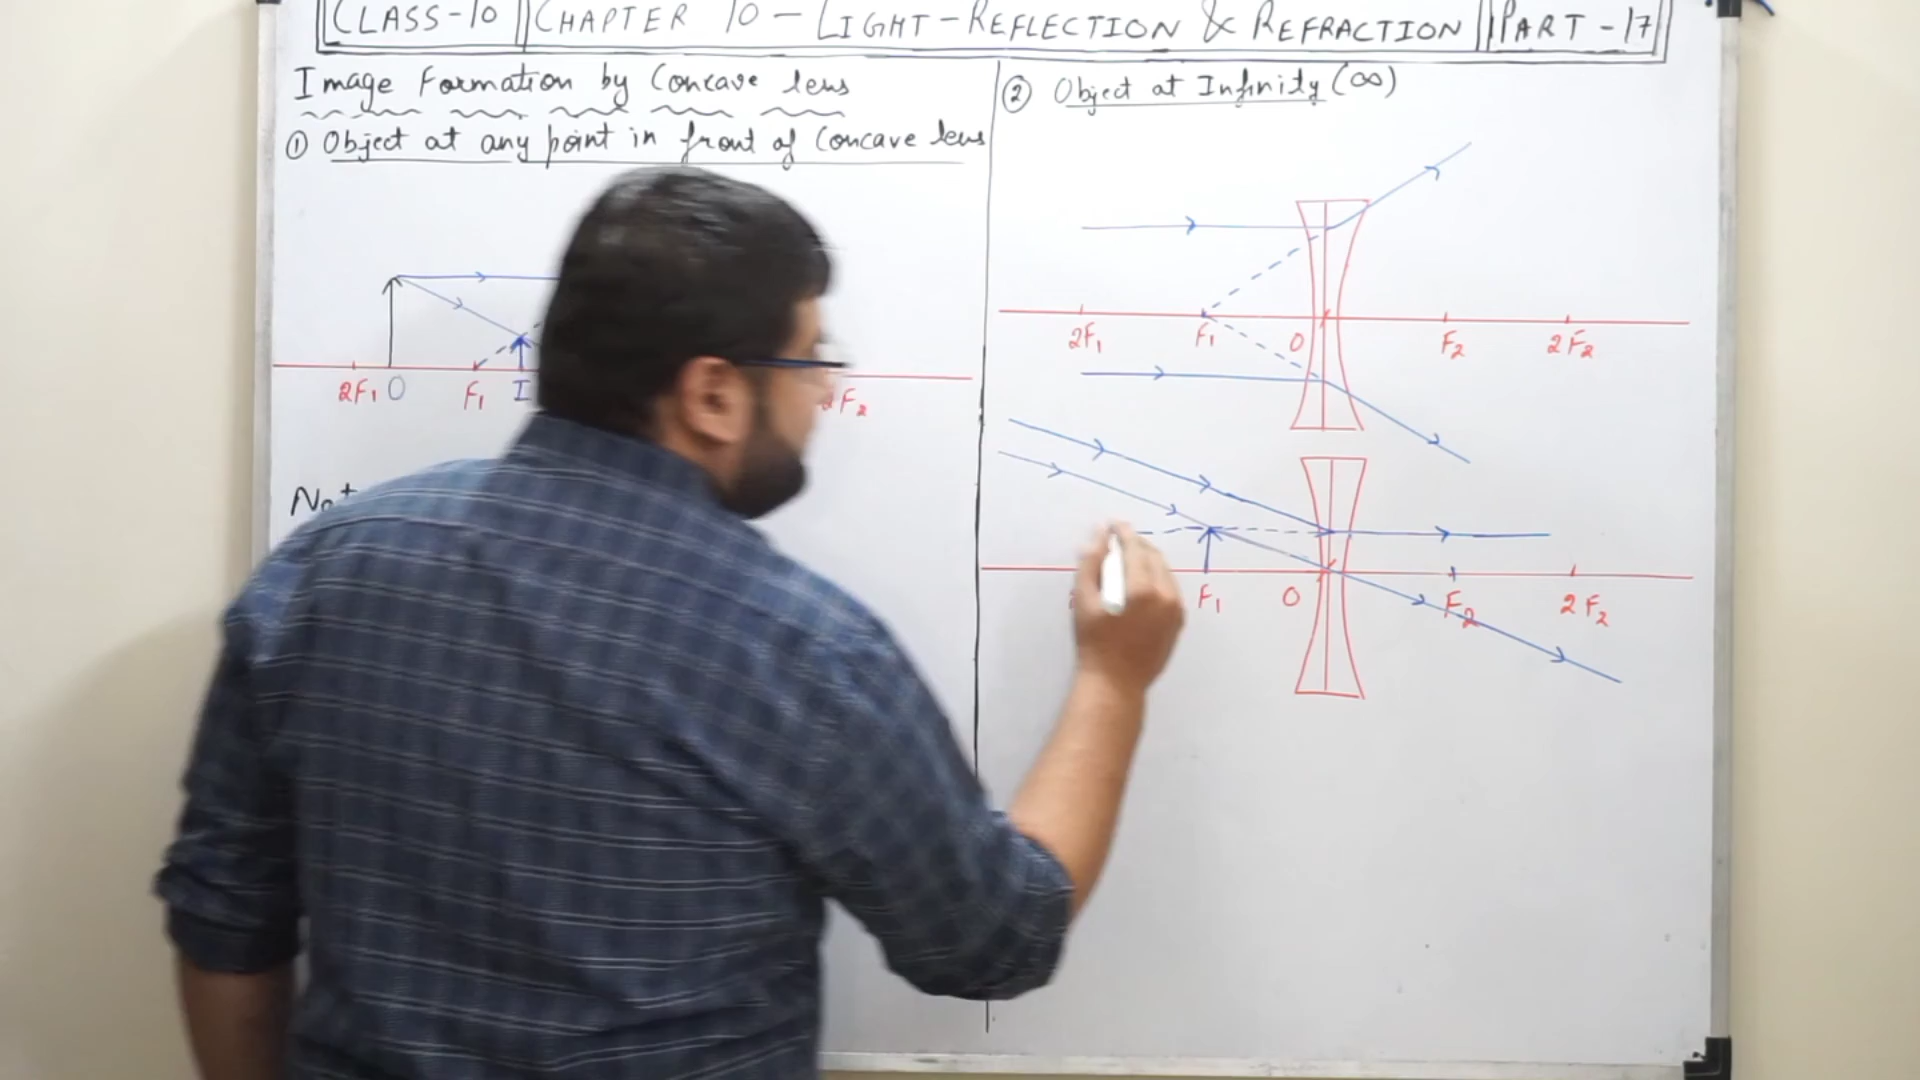 CLASS-10 CHAPTER 10 - LIGHT-REFLECTION & REFRACTION PART-17
Image Formation by Concave lens
① Object at any point in front of Concave lens
2F₁ O F₁ I 2F₂
② Object at Infinity (∞)
2F₁ F₁ O F₂ 2F₂
F₁ O F₂ 2F₂